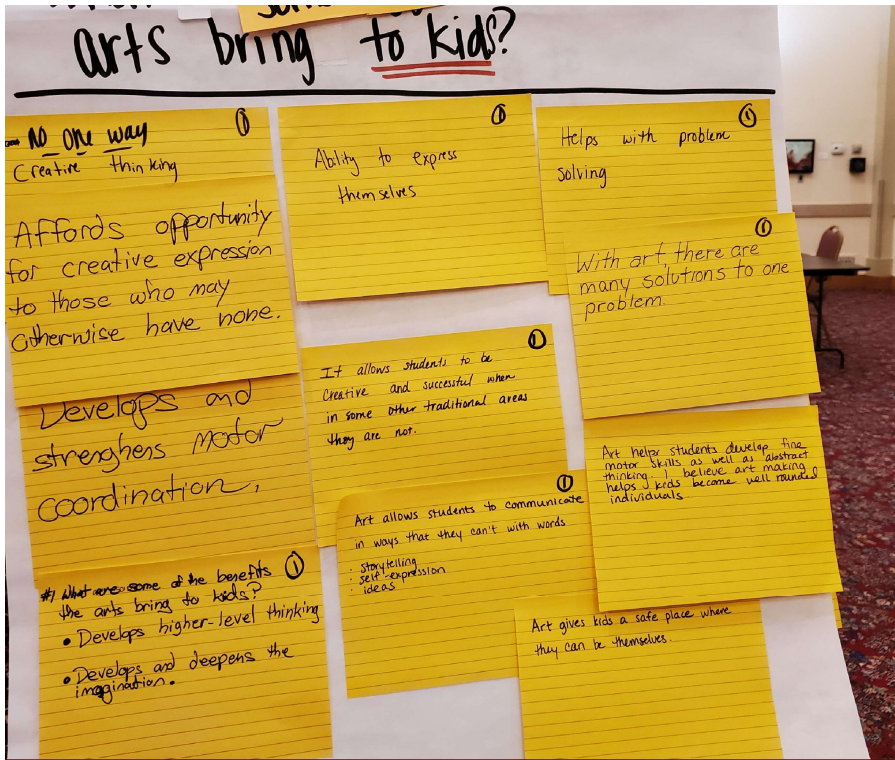 arts bring to kids?
- No one way
Creative thinking
①
Affords opportunity
for creative expression
to those who may
otherwise have none.
Develops and
strenghens motor
coordination,
#1 What are some of the benefits
the arts bring to kids?
①
• Develops higher-level thinking
• Develops and deepens the
imagination.
①
Ability to express
themselves
①
It allows students to be
creative and successful when
in some other traditional areas
they are not.
①
Art allows students to communicate
in ways that they can't with words
· storytelling
· self-expression
· ideas
Art gives kids a safe place where
they can be themselves.
①
Helps with problem
solving
①
With art, there are
many solutions to one
problem.
Art helps students develop fine
motor skills as well as abstract
thinking. I believe art making
helps kids become well rounded
individuals.